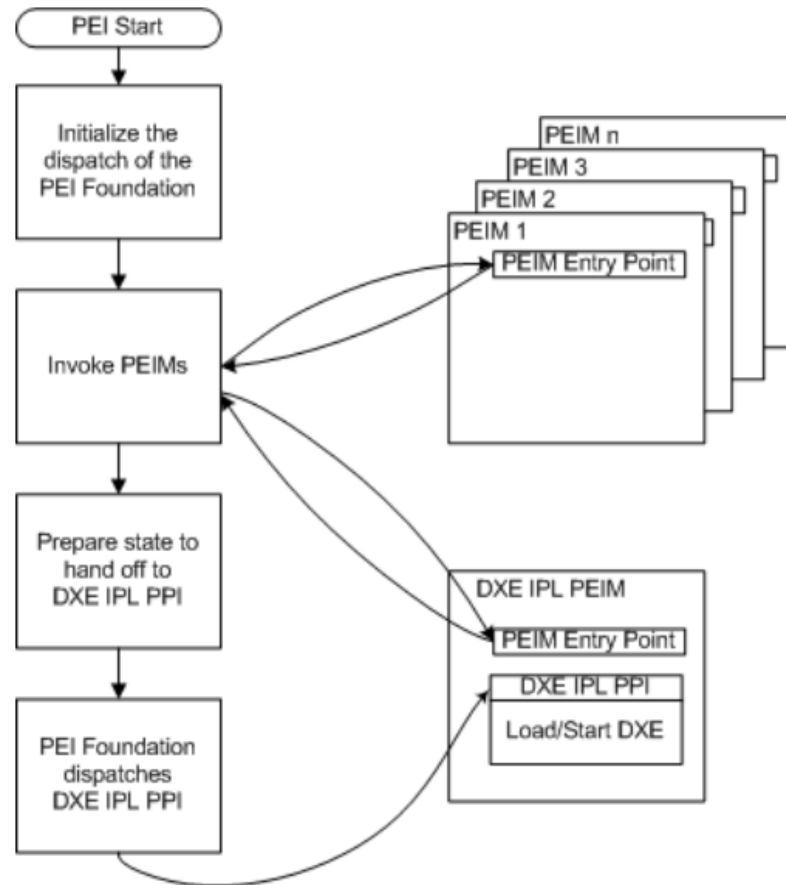 PEI Start
Initialize the
dispatch of the
PEI Foundation
Invoke PEIMs
Prepare state to
hand off to
DXE IPL PPI
PEI Foundation
dispatches
DXE IPL PPI
PEIM n
PEIM 3
PEIM 2
PEIM 1
PEIM Entry Point
DXE IPL PEIM
PEIM Entry Point
DXE IPL PPI
Load/Start DXE